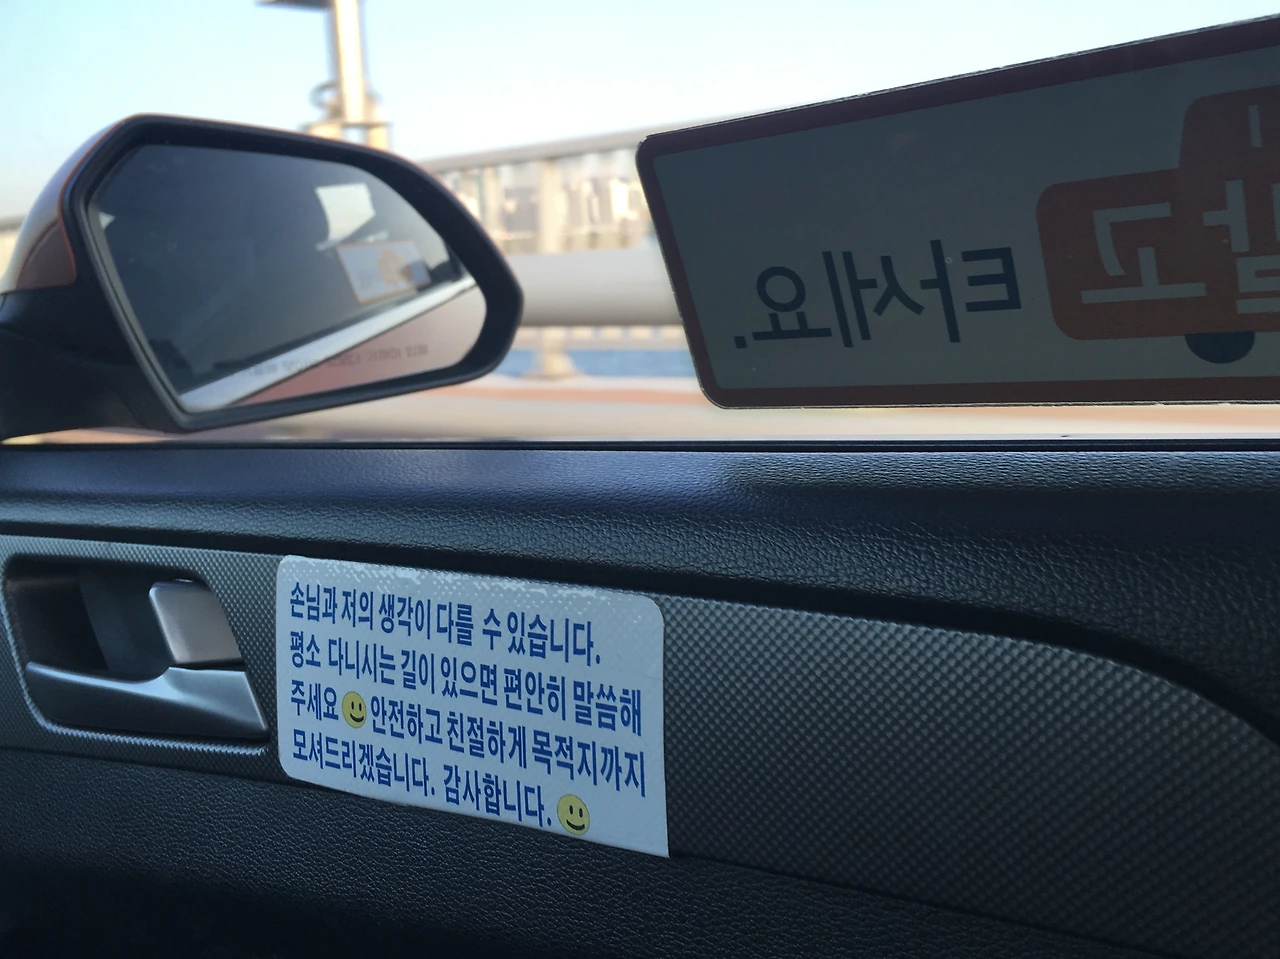 타세요.
손님과 저의 생각이 다를 수 있습니다.
평소 다니시는 길이 있으면 편안히 말씀해
주세요 안전하고 친절하게 목적지까지
모셔드리겠습니다. 감사합니다.